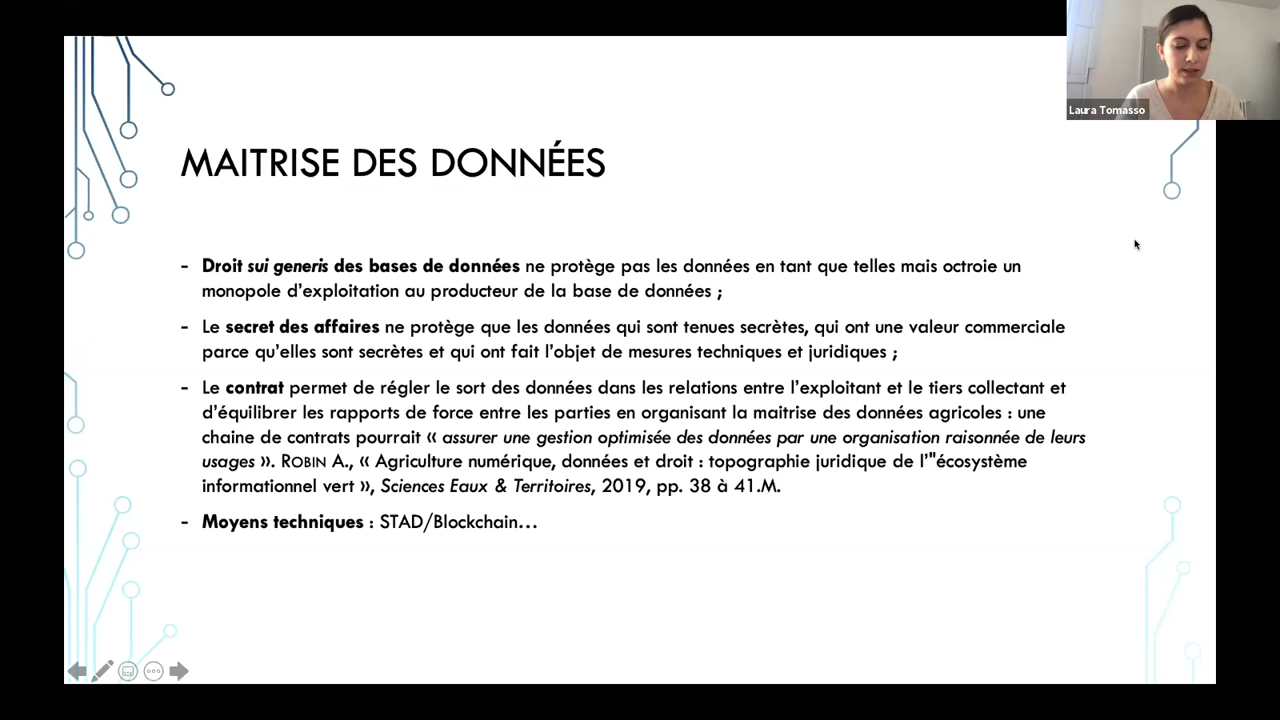 Laura Tomasso
MAITRISE DES DONNÉES
- Droit sui generis des bases de données ne protège pas les données en tant que telles mais octroie un
monopole d’exploitation au producteur de la base de données ;
- Le secret des affaires ne protège que les données qui sont tenues secrètes, qui ont une valeur commerciale
parce qu’elles sont secrètes et qui ont fait l’objet de mesures techniques et juridiques ;
- Le contrat permet de régler le sort des données dans les relations entre l’exploitant et le tiers collectant et
d’équilibrer les rapports de force entre les parties en organisant la maitrise des données agricoles : une
chaine de contrats pourrait « assurer une gestion optimisée des données par une organisation raisonnée de leurs
usages ». ROBIN A., « Agriculture numérique, données et droit : topographie juridique de l’"écosystème
informationnel vert », Sciences Eaux & Territoires, 2019, pp. 38 à 41.M.
- Moyens techniques : STAD/Blockchain…